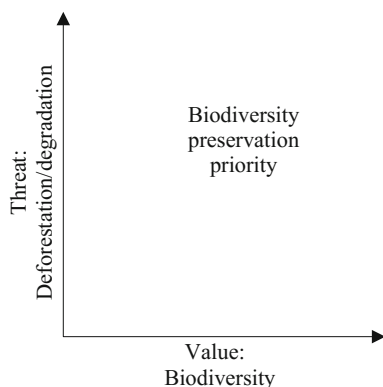 Threat:
Deforestation/degradation
Biodiversity
preservation
priority
Value:
Biodiversity